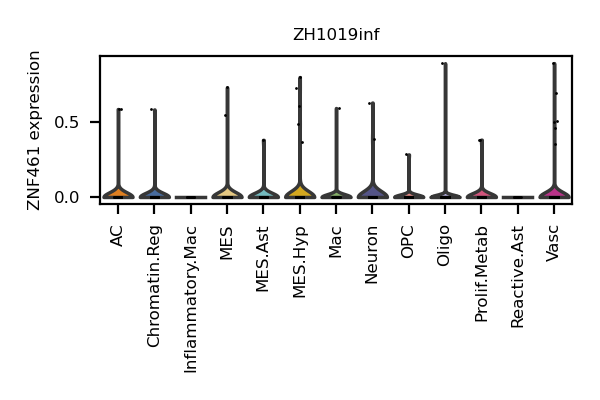 ZH1019inf
ZNF461 expression
0.5
0.0
AC
Chromatin.Reg
Inflammatory.Mac
MES
MES.Ast
MES.Hyp
Mac
Neuron
OPC
Oligo
Prolif.Metab
Reactive.Ast
Vasc